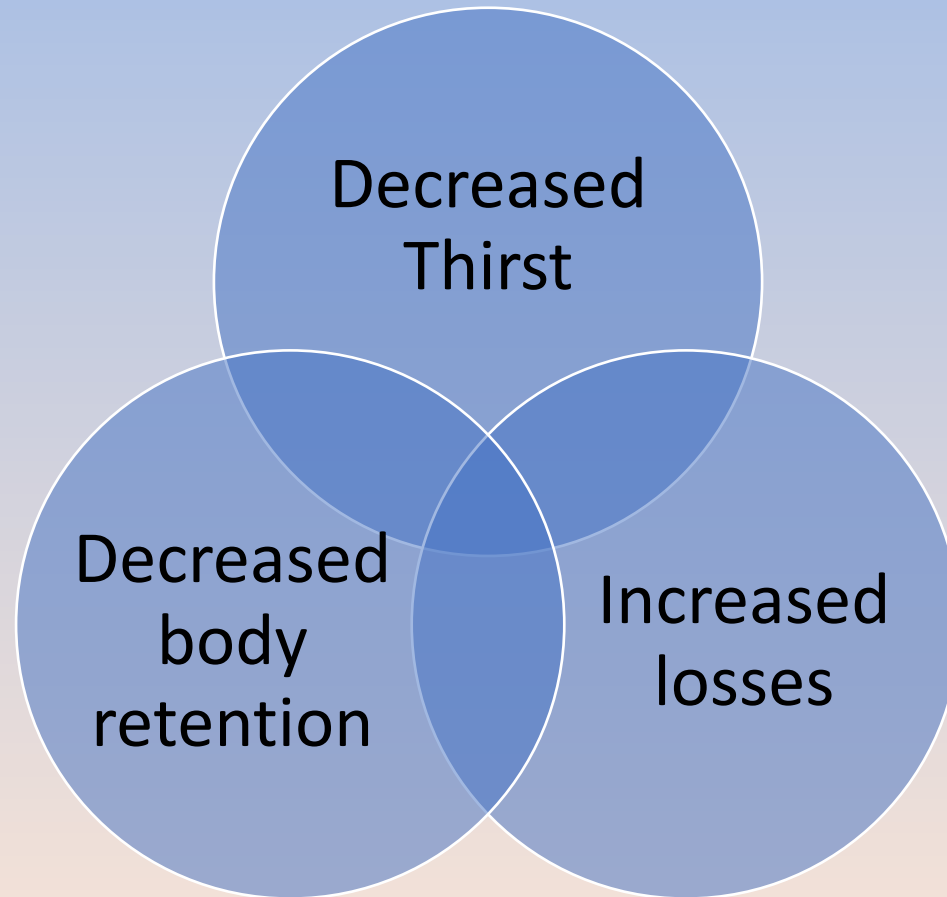 Decreased
Thirst
Decreased
body
retention
Increased
losses